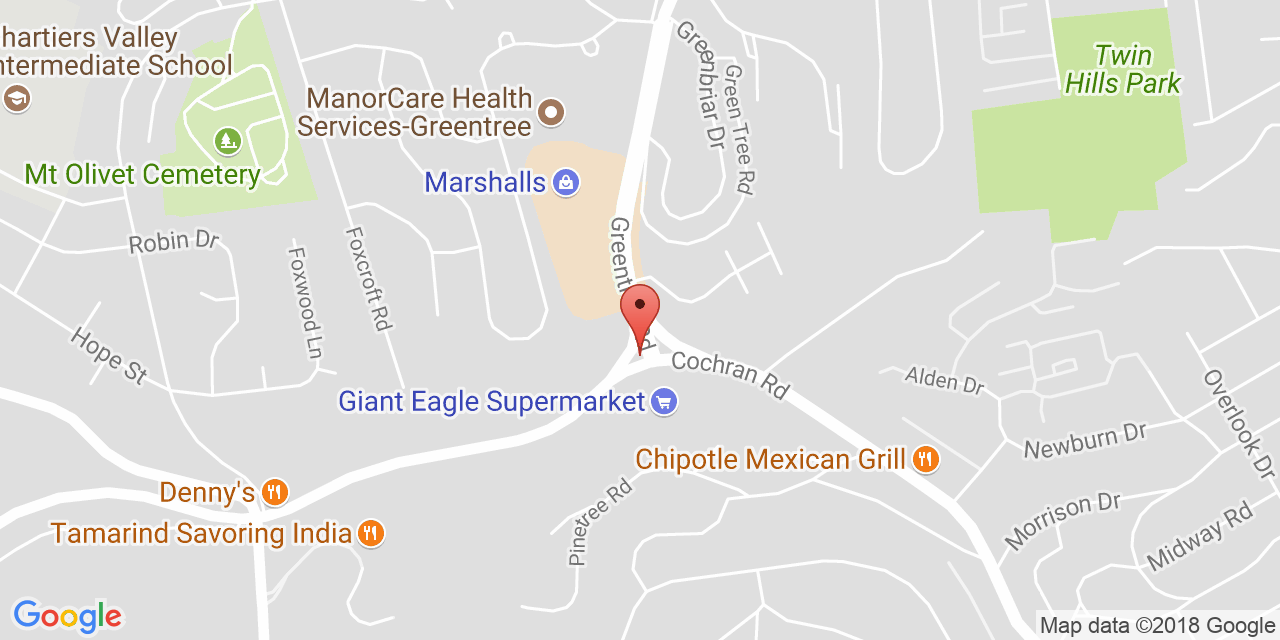 hartiers Valley
ntermediate School
ManorCare Health
Services-Greentree
Greenbriar Dr
Green Tree Rd
Twin
Hills Park
Mt Olivet Cemetery
Marshalls
Robin Dr
Foxwood Ln
Foxcroft Rd
Greent
Rd
Hope St
Cochran Rd
Giant Eagle Supermarket
Alden Dr
Overlook Dr
Newburn Dr
Chipotle Mexican Grill
Denny's
Pinetree Rd
Morrison Dr
Midway Rd
Tamarind Savoring India
Google
Map data ©2018 Google